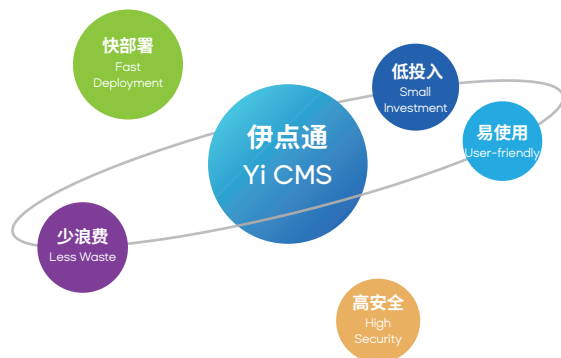 快部署
Fast
Deployment
低投入
Small
Investment
伊点通
Yi CMS
易使用
User-friendly
少浪费
Less Waste
高安全
High
Security